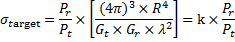 σ_target = P_r/P_t × [(4π)^3 × R^4 / G_t × G_r × λ^2] = k × P_r/P_t